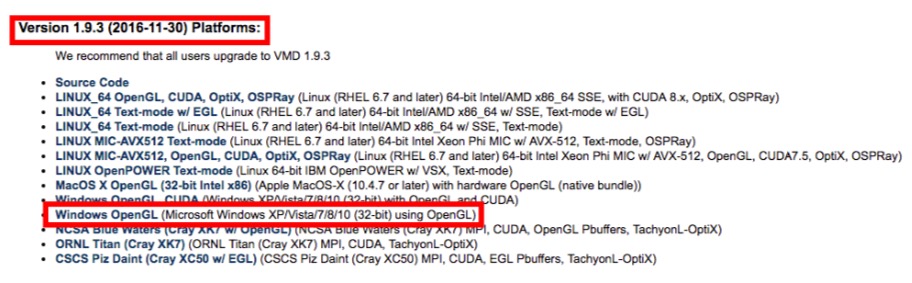 Version 1.9.3 (2016-11-30) Platforms:
We recommend that all users upgrade to VMD 1.9.3
• Source Code
• LINUX_64 OpenGL, CUDA, OptiX, OSPRay (Linux (RHEL 6.7 and later) 64-bit Intel/AMD x86_64 SSE, with CUDA 8.x, OptiX, OSPRay)
• LINUX_64 Text-mode w/ EGL (Linux (RHEL 6.7 and later) 64-bit Intel/AMD x86_64 w/ SSE, Text-mode w/ EGL)
• LINUX_64 Text-mode (Linux (RHEL 6.7 and later) 64-bit Intel/AMD x86_64 w/ SSE, Text-mode)
• LINUX MIC-AVX512 Text-mode (Linux (RHEL 6.7 and later) 64-bit Intel Xeon Phi MIC w/ AVX-512, Text-mode, OSPRay)
• LINUX MIC-AVX512, OpenGL, CUDA, OptiX, OSPRay (Linux (RHEL 6.7 and later) 64-bit Intel Xeon Phi MIC w/ AVX-512, OpenGL, CUDA7.5, OptiX, OSPRay)
• LINUX OpenPOWER Text-mode (Linux 64-bit IBM OpenPOWER w/ VSX, Text-mode)
• MacOS X OpenGL (32-bit Intel x86) (Apple MacOS-X (10.4.7 or later) with hardware OpenGL (native bundle))
• Windows OpenGL, CUDA (Microsoft Windows XP/Vista/7/8/10 (32-bit) with OpenGL and CUDA)
• Windows OpenGL (Microsoft Windows XP/Vista/7/8/10 (32-bit) using OpenGL)
• NCSA Blue Waters (Cray XK7 w/ OpenGL) (NCSA Blue Waters (Cray XK7) MPI, CUDA, OpenGL Pbuffers, TachyonL-OptiX)
• ORNL Titan (Cray XK7) (ORNL Titan (Cray XK7) MPI, CUDA, TachyonL-OptiX)
• CSCS Piz Daint (Cray XC50 w/ EGL) (CSCS Piz Daint (Cray XC50) MPI, CUDA, EGL Pbuffers, TachyonL-OptiX)